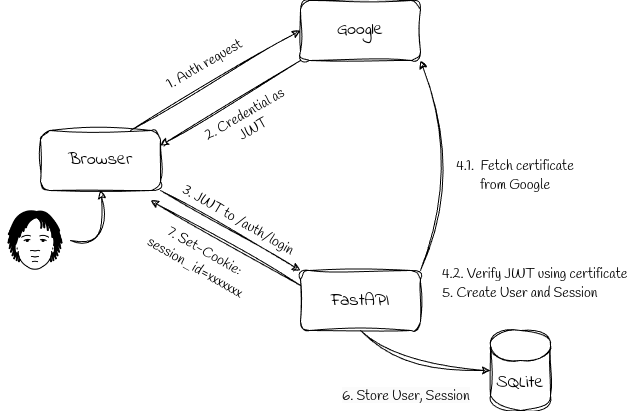 Google
1. Auth request
2. Credential as
JWT
Browser
3. JWT to /auth/login
7. Set-Cookie:
session_id=xxxxxxx
4.1. Fetch certificate
from Google
FastAPI
4.2. Verify JWT using certificate
5. Create User and Session
SQLite
6. Store User, Session